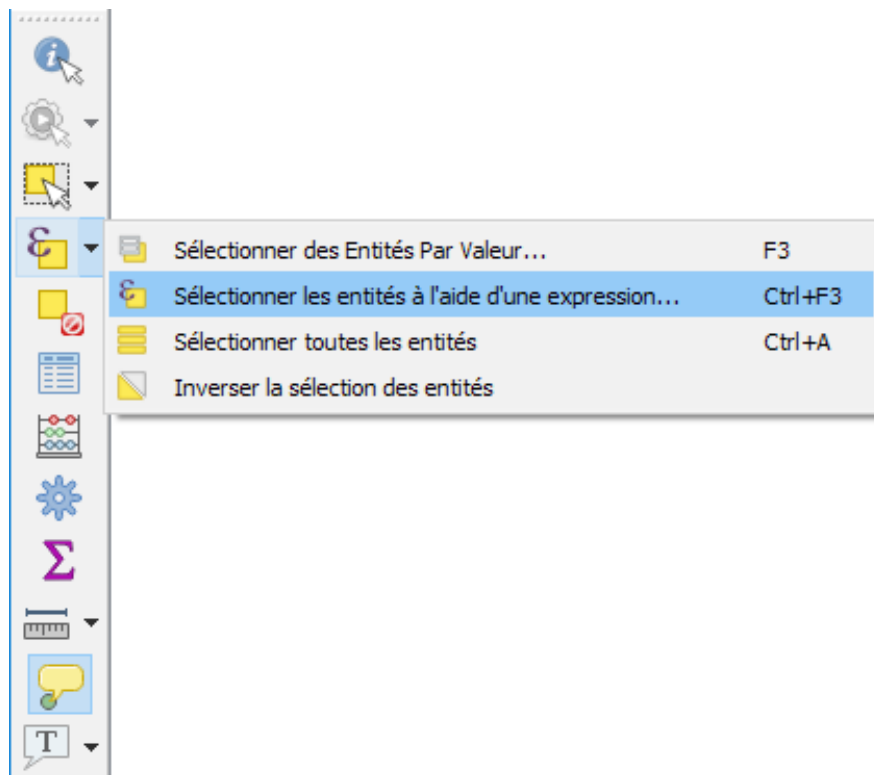 Sélectionner des Entités Par Valeur... F3
Sélectionner les entités à l'aide d'une expression... Ctrl+F3
Sélectionner toutes les entités Ctrl+A
Inverser la sélection des entités